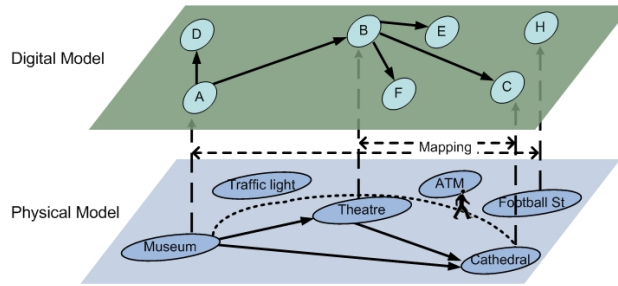 D
B
E
H
Digital Model
A
F
C
Mapping
Traffic light
ATM
Physical Model
Theatre
Football St
Museum
Cathedral